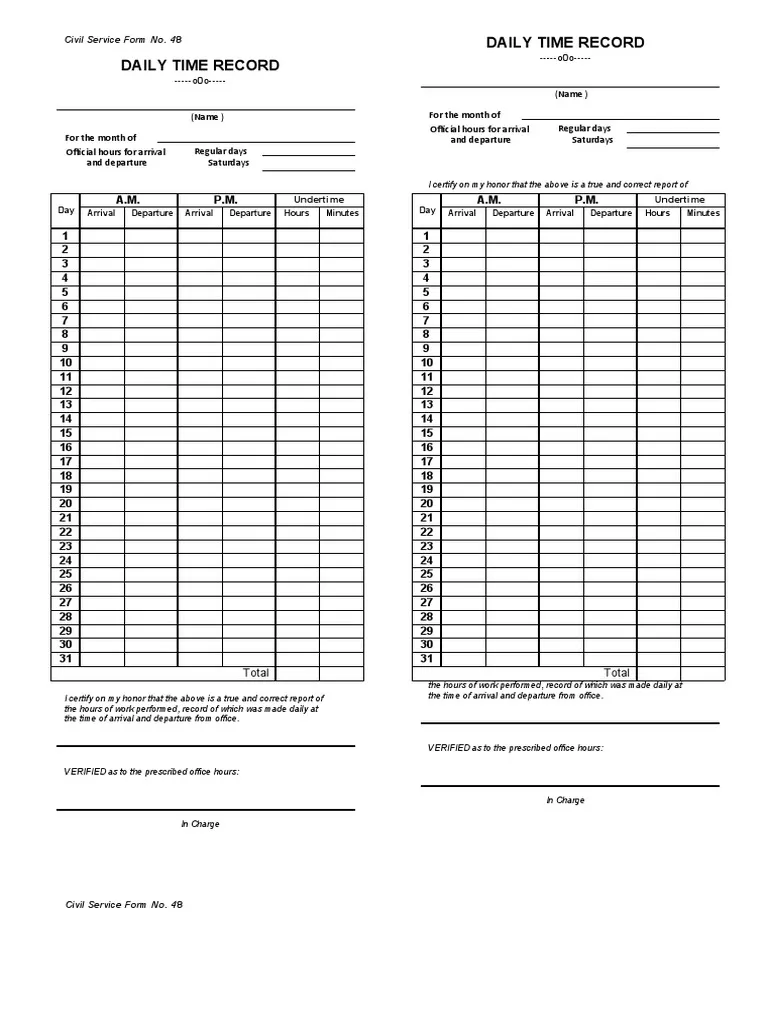 Civil Service Form No. 48
DAILY TIME RECORD
-----oOo-----
(Name )
For the month of
Official hours for arrival Regular days
and departure Saturdays
A.M. P.M. Undertime
Day Arrival Departure Arrival Departure Hours Minutes
1
2
3
4
5
6
7
8
9
10
11
12
13
14
15
16
17
18
19
20
21
22
23
24
25
26
27
28
29
30
31
Total
I certify on my honor that the above is a true and correct report of
the hours of work performed, record of which was made daily at
the time of arrival and departure from office.
VERIFIED as to the prescribed office hours:
In Charge
Civil Service Form No. 48
DAILY TIME RECORD
-----oOo-----
(Name )
For the month of
Official hours for arrival Regular days
and departure Saturdays
I certify on my honor that the above is a true and correct report of
A.M. P.M. Undertime
Day Arrival Departure Arrival Departure Hours Minutes
1
2
3
4
5
6
7
8
9
10
11
12
13
14
15
16
17
18
19
20
21
22
23
24
25
26
27
28
29
30
31
Total
the hours of work performed, record of which was made daily at
the time of arrival and departure from office.
VERIFIED as to the prescribed office hours:
In Charge